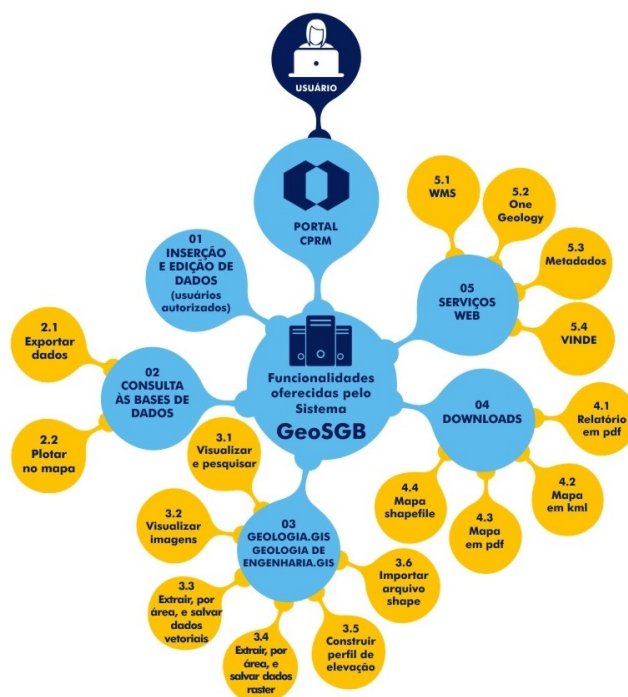 USUÁRIO
PORTAL
CPRM
01
INSERÇÃO
E EDIÇÃO DE
DADOS
(usuários
autorizados)
Funcionalidades
oferecidas pelo
Sistema
GeoSGB
02
CONSULTA
ÀS BASES DE
DADOS
2.1
Exportar
dados
2.2
Plotar
no mapa
03
GEOLOGIA.GIS
GEOLOGIA DE
ENGENHARIA.GIS
3.1
Visualizar
e pesquisar
3.2
Visualizar
imagens
3.3
Extrair, por
área, e salvar
dados
vetoriais
3.4
Extrair, por
área, e
salvar dados
raster
3.5
Construir
perfil de
elevação
3.6
Importar
arquivo
shape
04
DOWNLOADS
4.1
Relatório
em pdf
4.2
Mapa
em kml
4.3
Mapa
em pdf
4.4
Mapa
shapefile
05
SERVIÇOS
WEB
5.1
WMS
5.2
One
Geology
5.3
Metadados
5.4
VINDE